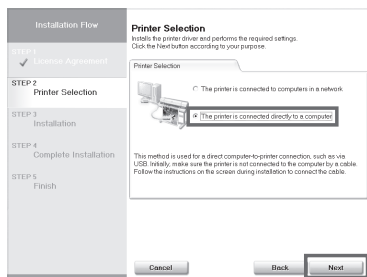 Installation Flow
STEP 1
License Agreement
STEP 2
Printer Selection
STEP 3
Installation
STEP 4
Complete Installation
STEP 5
Finish
Printer Selection
Installs the printer driver and performs the required settings.
Click the Next button according to your purpose.
Printer Selection
The printer is connected to computers in a network
The printer is connected directly to a computer
This method is used for a direct computer-to-printer connection, such as via
USB. Initially, make sure the printer is not connected to the computer by a cable.
Follow the instructions on the screen during installation to connect the cable.
Cancel
Back
Next